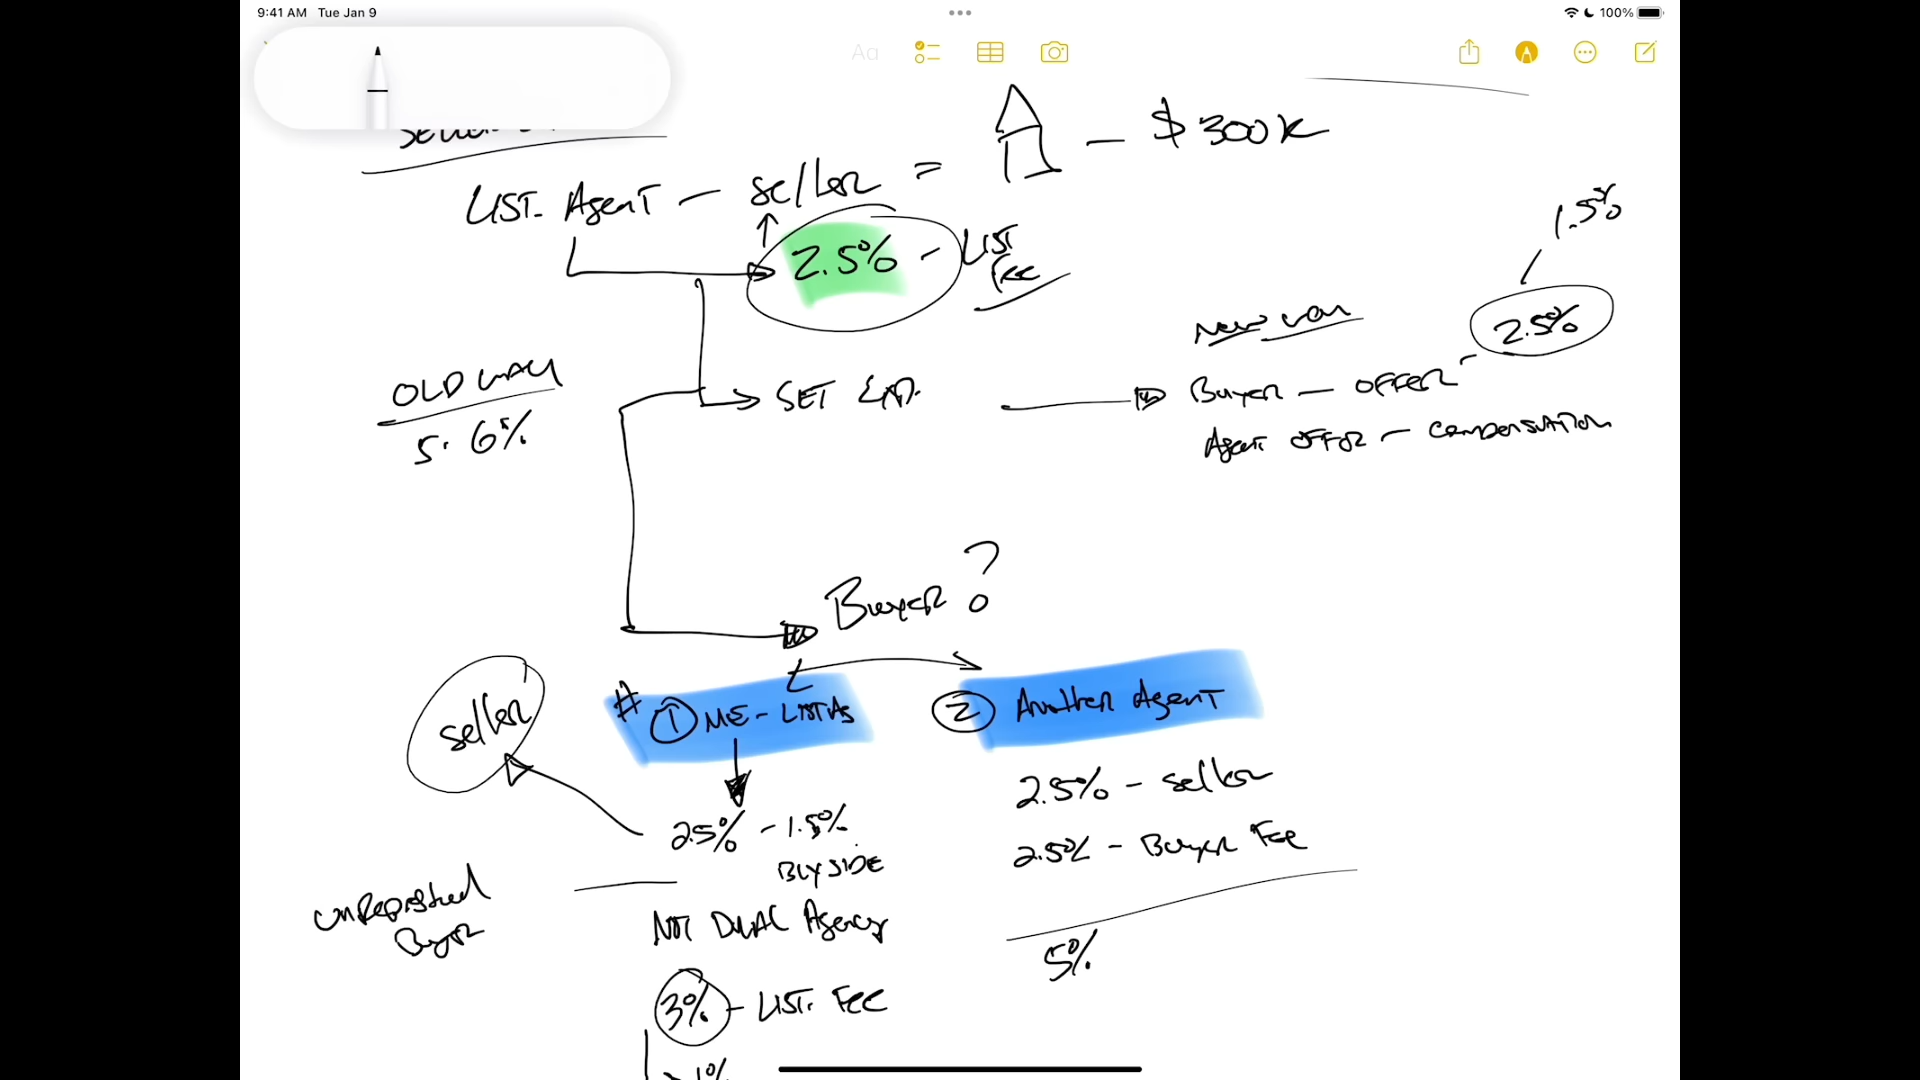 9:41 AM Tue Jan 9
100%
Aa
$300K
LIST. Agent - seller =
2.5% - LIST Fee
1.5%
2.5%
New way
OLD WAY
5. 6%
SET
Buyer - OFFER
Agent OFFER - compensation
Buyer?
seller
# 1 ME - LIST AG
2 Another Agent
2.5% - 1.5%
BUY SIDE
2.5% - seller
2.5% - Buyer Fee
5%
unrepresented Buyer
NOT DUAL Agency
3% - LIST. FEE
1%